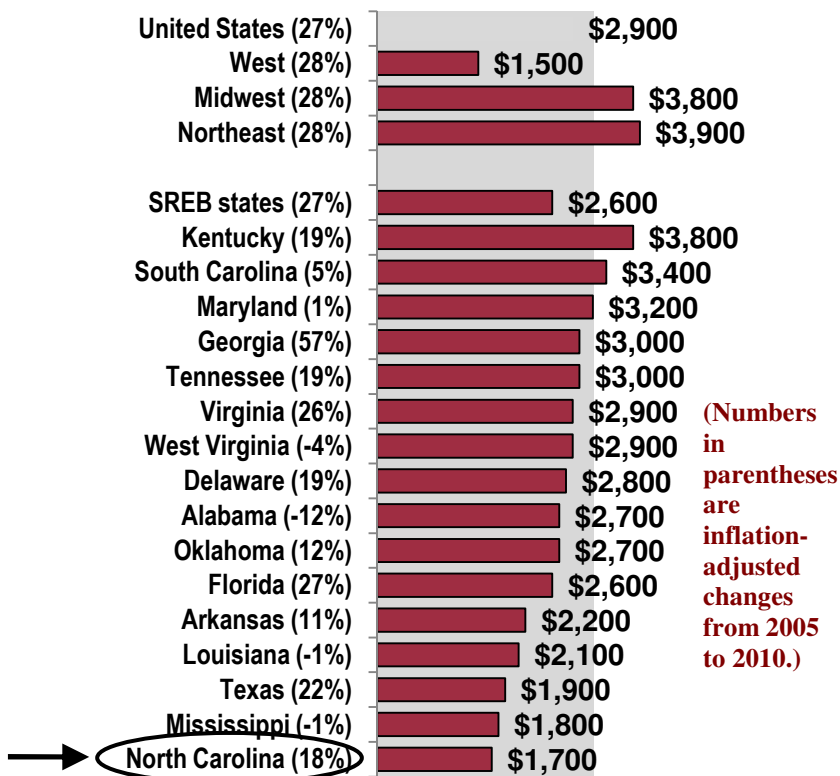 United States (27%) $2,900
West (28%) $1,500
Midwest (28%) $3,800
Northeast (28%) $3,900
SREB states (27%) $2,600
Kentucky (19%) $3,800
South Carolina (5%) $3,400
Maryland (1%) $3,200
Georgia (57%) $3,000
Tennessee (19%) $3,000
Virginia (26%) $2,900
West Virginia (-4%) $2,900
Delaware (19%) $2,800
Alabama (-12%) $2,700
Oklahoma (12%) $2,700
Florida (27%) $2,600
Arkansas (11%) $2,200
Louisiana (-1%) $2,100
Texas (22%) $1,900
Mississippi (-1%) $1,800
North Carolina (18%) $1,700
(Numbers
in
parentheses
are
inflation-
adjusted
changes
from 2005
to 2010.)